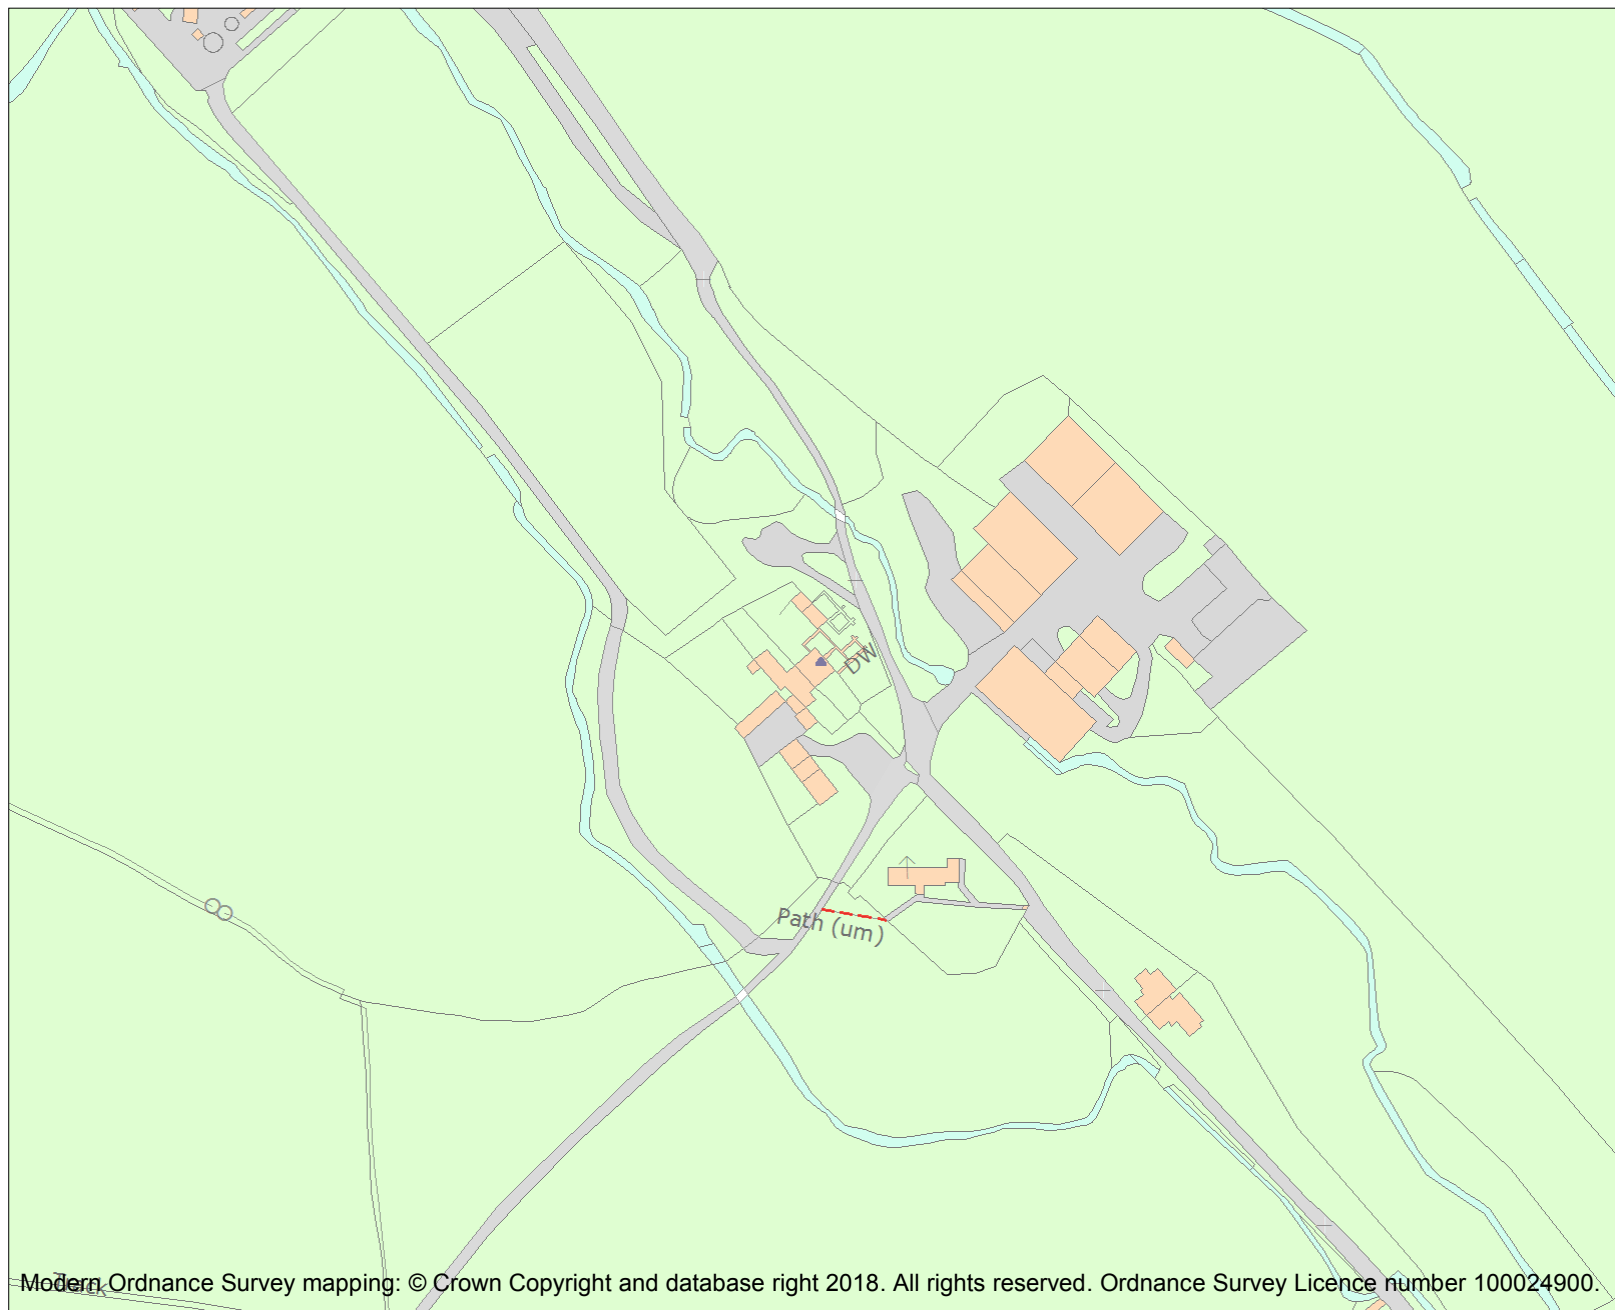 DW
Path (um)
Track
Modern Ordnance Survey mapping: © Crown Copyright and database right 2018. All rights reserved. Ordnance Survey Licence number 100024900.